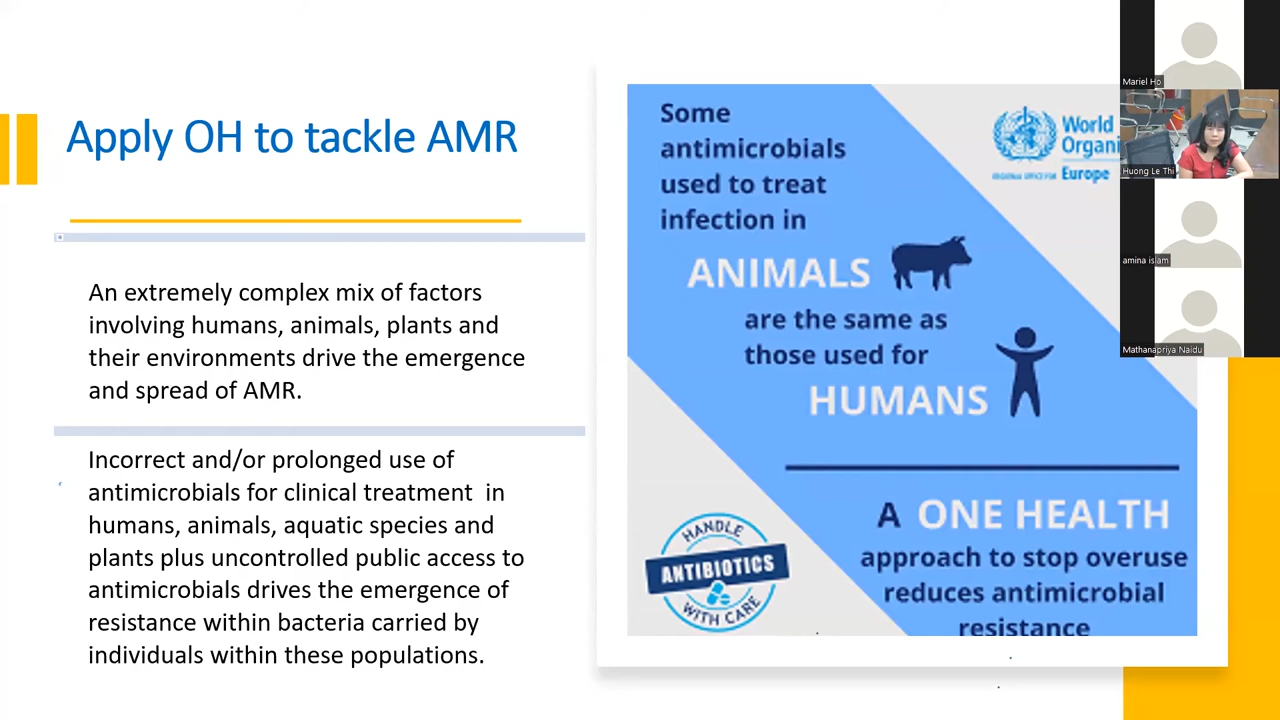 Apply OH to tackle AMR
An extremely complex mix of factors
involving humans, animals, plants and
their environments drive the emergence
and spread of AMR.
Incorrect and/or prolonged use of
antimicrobials for clinical treatment in
humans, animals, aquatic species and
plants plus uncontrolled public access to
antimicrobials drives the emergence of
resistance within bacteria carried by
individuals within these populations.
Some
antimicrobials
used to treat
infection in
ANIMALS
are the same as
those used for
HUMANS
A ONE HEALTH
approach to stop overuse
reduces antimicrobial
resistance
HANDLE
ANTIBIOTICS
WITH CARE
World
Organi
REGIONAL OFFICE FOR Europe
Mariel Ho
Huong Le Thi
amina islam
Mathanapriya Naidu